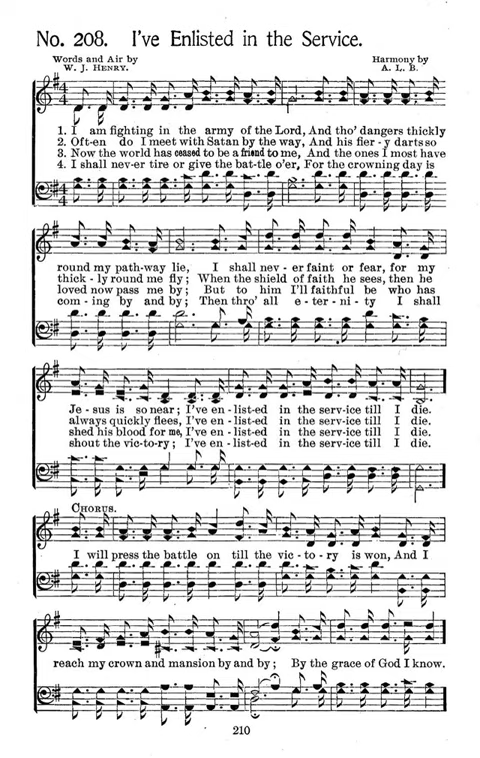 No. 208. I've Enlisted in the Service.
Words and Air by
W. J. HENRY.
Harmony by
A. L. B.
1. I am fighting in the army of the Lord, And tho' dangers thickly
2. Oft-en do I meet with Satan by the way, And his fier-y darts so
3. Now the world has ceased to be a friend to me, And the ones I most have
4. I shall nev-er tire or give the bat-tle o'er, For the crowning day is
round my path-way lie, I shall nev-er faint or fear, for my
thick-ly round me fly; When the shield of faith he sees, then he
loved now pass me by; But to him I'll faithful be who has
com-ing by and by; Then thro' all e-ter-ni-ty I shall
Je-sus is so near; I've en-list-ed in the serv-ice till I die.
always quickly flees, I've en-list-ed in the serv-ice till I die.
shed his blood for me, I've en-list-ed in the serv-ice till I die.
shout the vic-to-ry; I've en-list-ed in the serv-ice till I die.
CHORUS.
I will press the battle on till the vic-to-ry is won, And I
reach my crown and mansion by and by; By the grace of God I know.
210